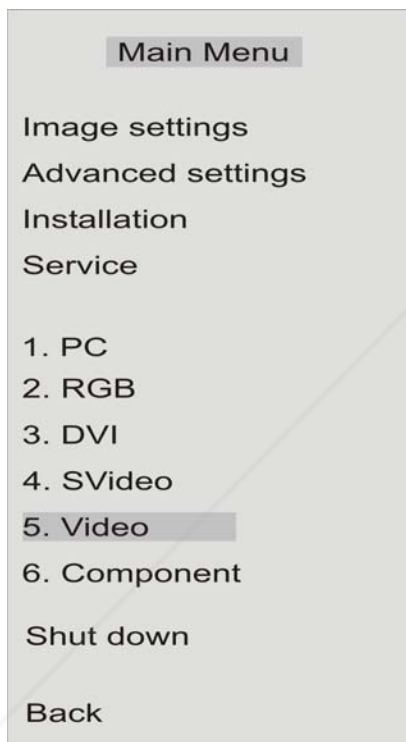 Main Menu
Image settings
Advanced settings
Installation
Service
1. PC
2. RGB
3. DVI
4. SVideo
5. Video
6. Component
Shut down
Back